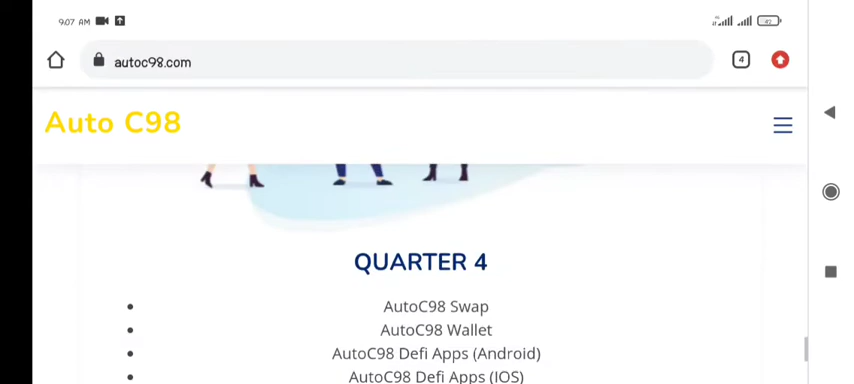 9.07 AM
49
autoc98.com
4
Auto C98
QUARTER 4
• AutoC98 Swap
• AutoC98 Wallet
• AutoC98 Defi Apps (Android)
• AutoC98 Defi Apps (IOS)